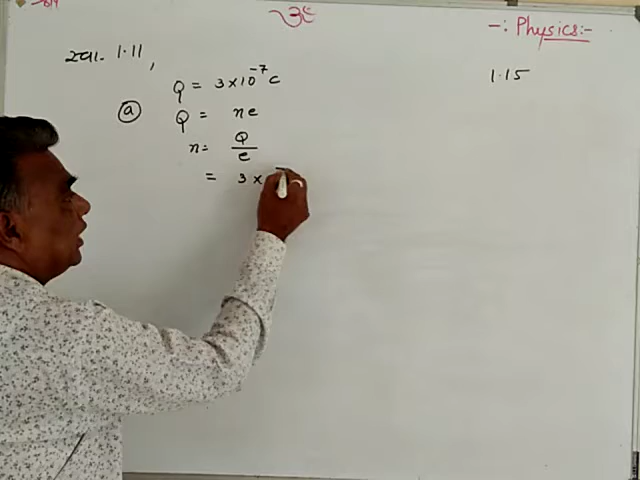 ॐ
-: Physics:-
સ્વા. 1.11,
Q = 3×10⁻⁷ C
1.15
ⓐ Q = ne
n = Q/e
= 3 ×